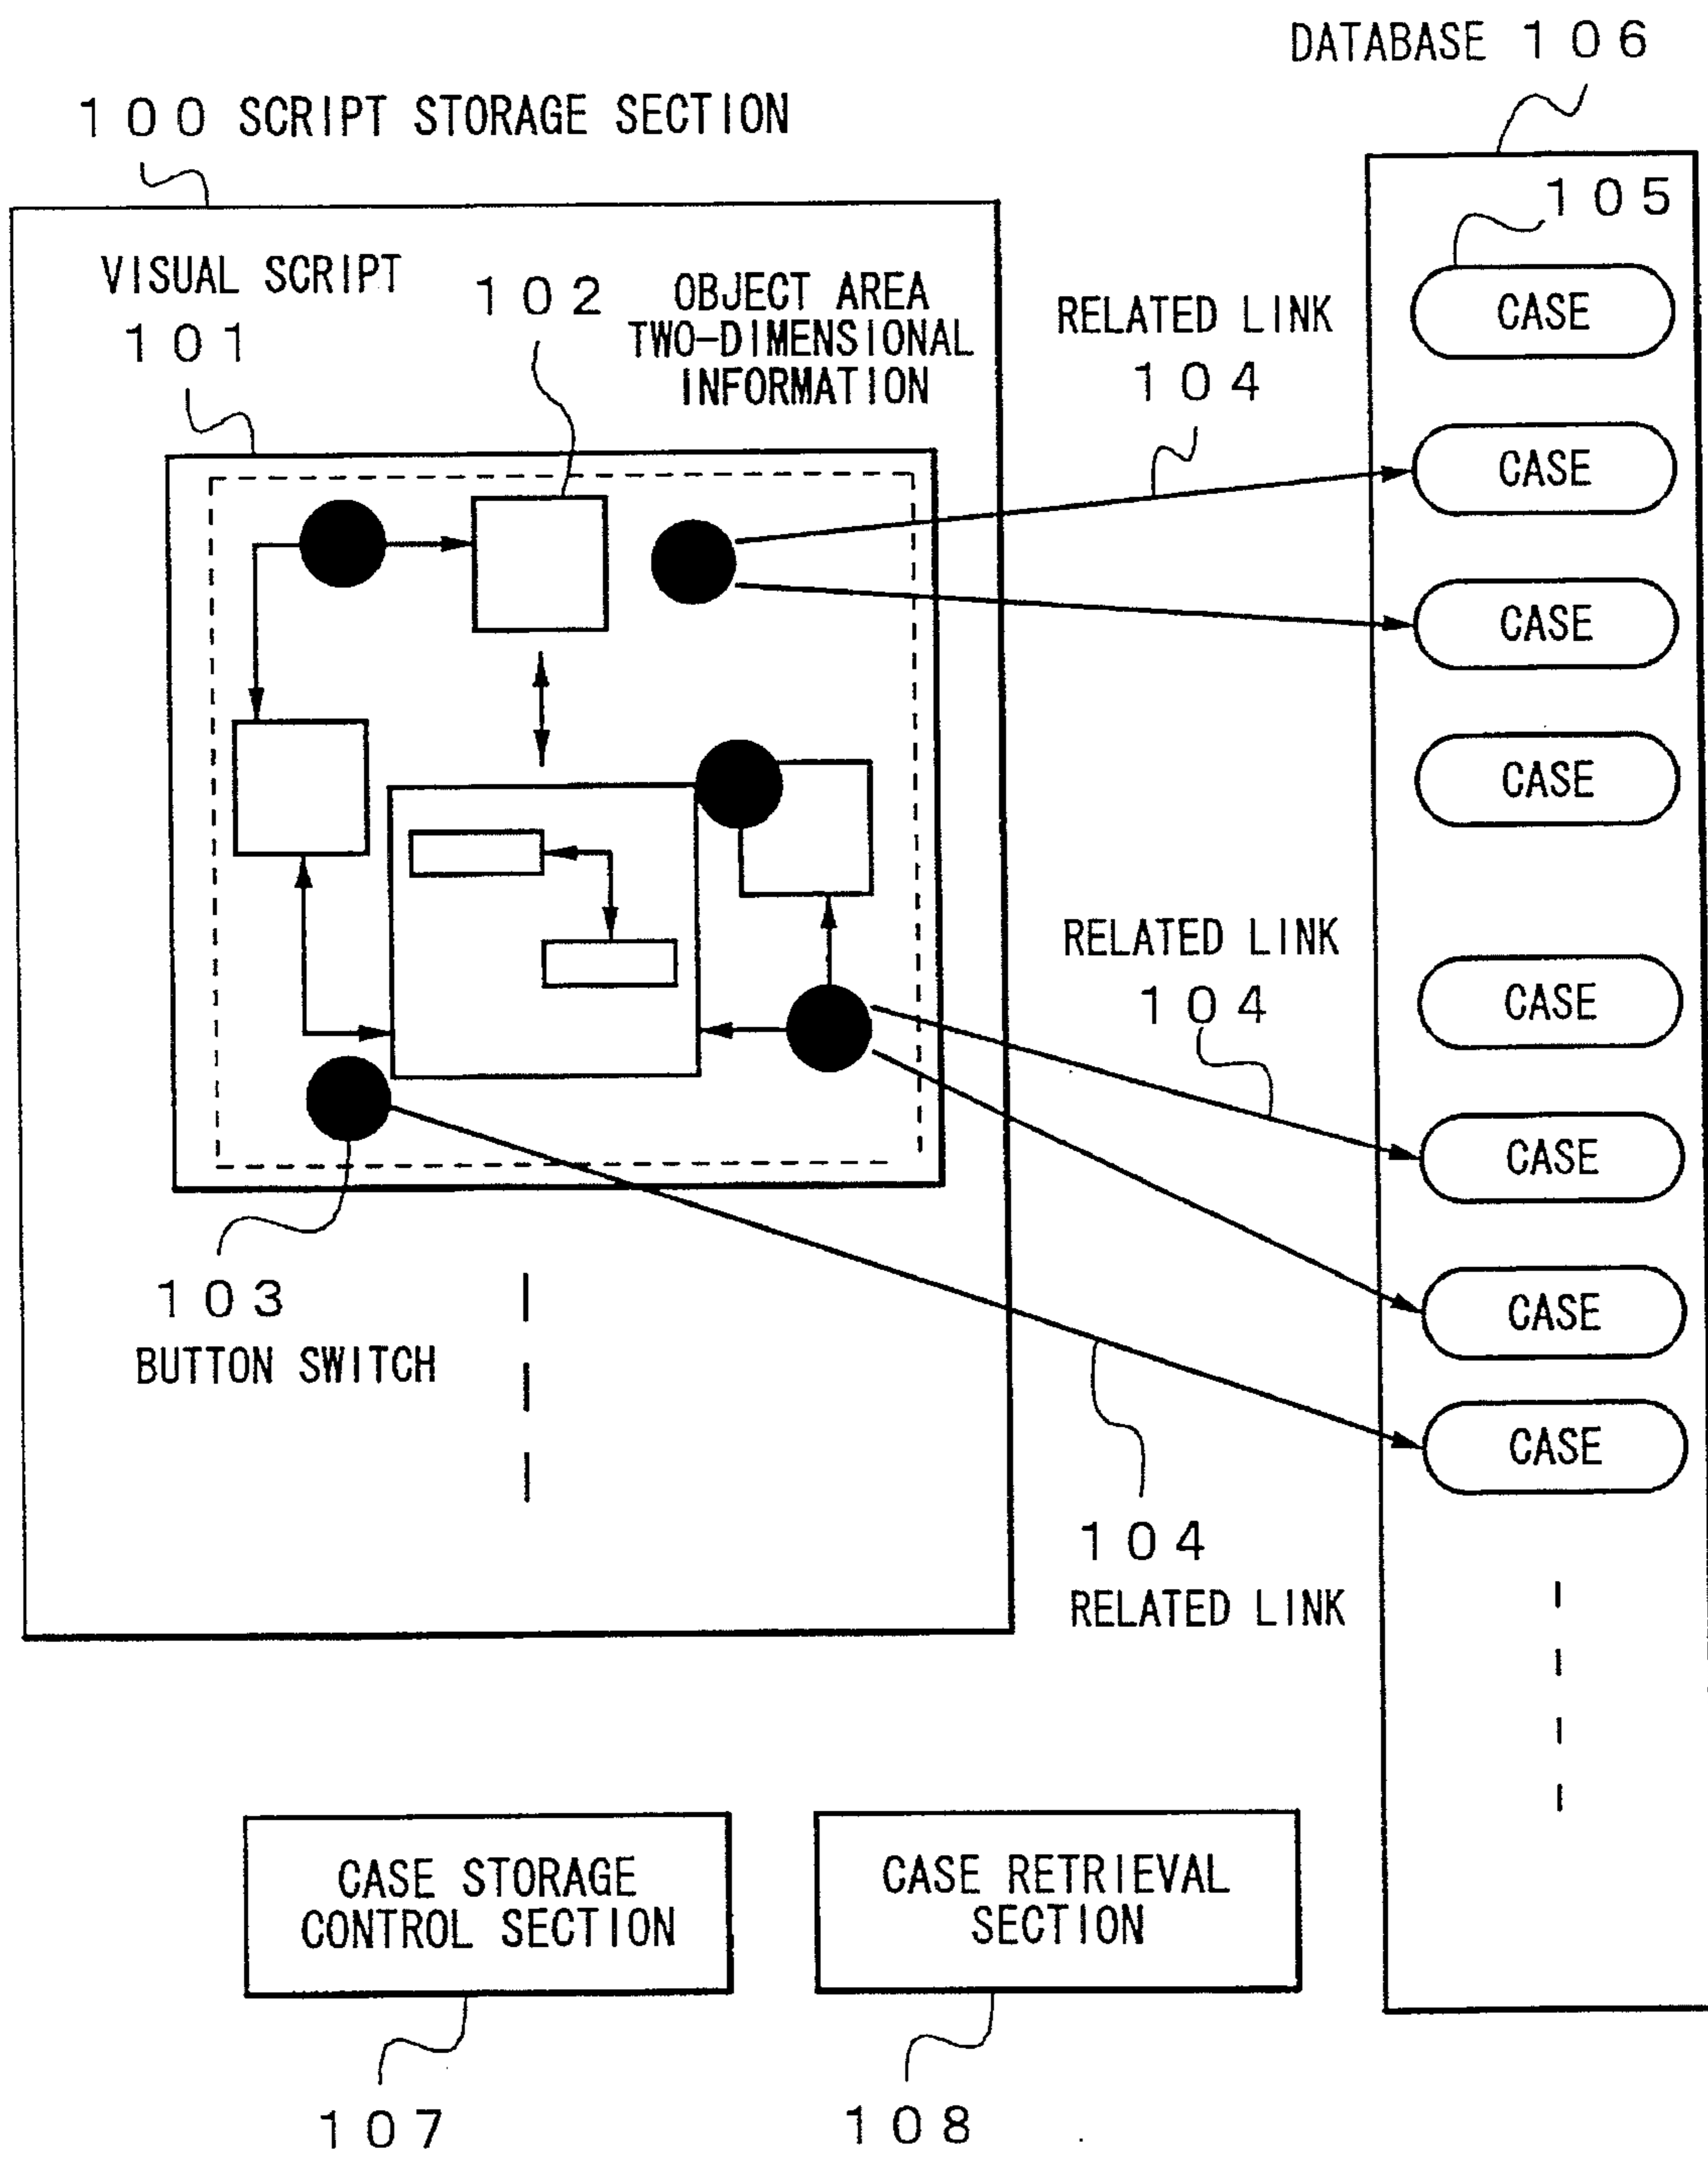 DATABASE 106
100 SCRIPT STORAGE SECTION
105
VISUAL SCRIPT
101
102
OBJECT AREA
TWO-DIMENSIONAL
INFORMATION
RELATED LINK
104
CASE
CASE
CASE
CASE
RELATED LINK
104
CASE
CASE
CASE
CASE
103
BUTTON SWITCH
104
RELATED LINK
CASE STORAGE
CONTROL SECTION
CASE RETRIEVAL
SECTION
107
108